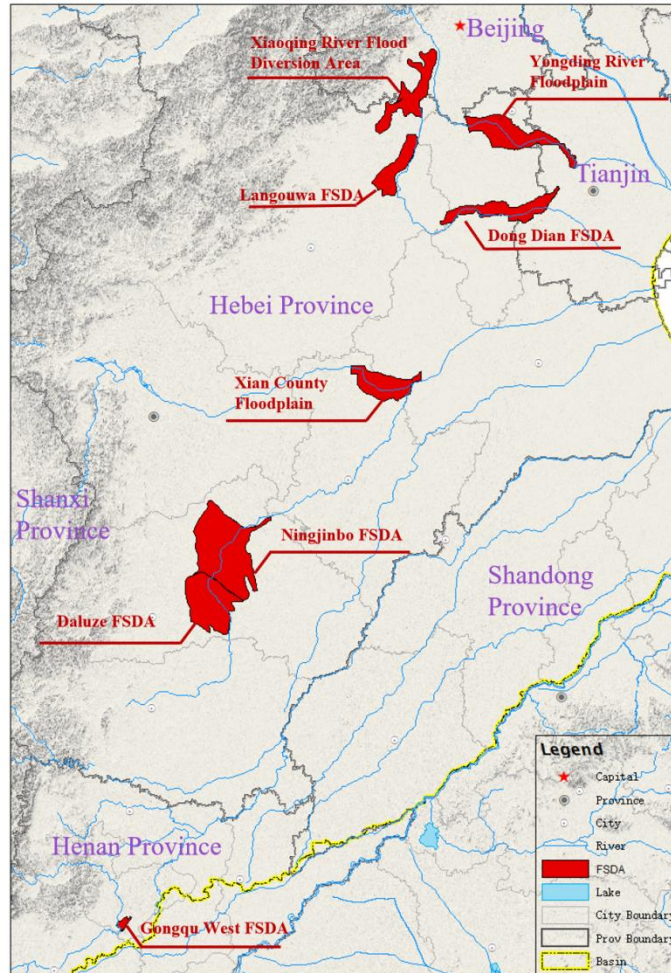 Beijing
Xiaoqing River Flood
Diversion Area
Yongding River
Floodplain
Tianjin
Langouwa FSDA
Dong Dian FSDA
Hebei Province
Xian County
Floodplain
Shanxi
Province
Ningjinbo FSDA
Shandong
Province
Daluze FSDA
Henan Province
Gongqu West FSDA
Legend
Capital
Province
City
River
FSDA
Lake
City Boundary
Prov Boundary
Basin